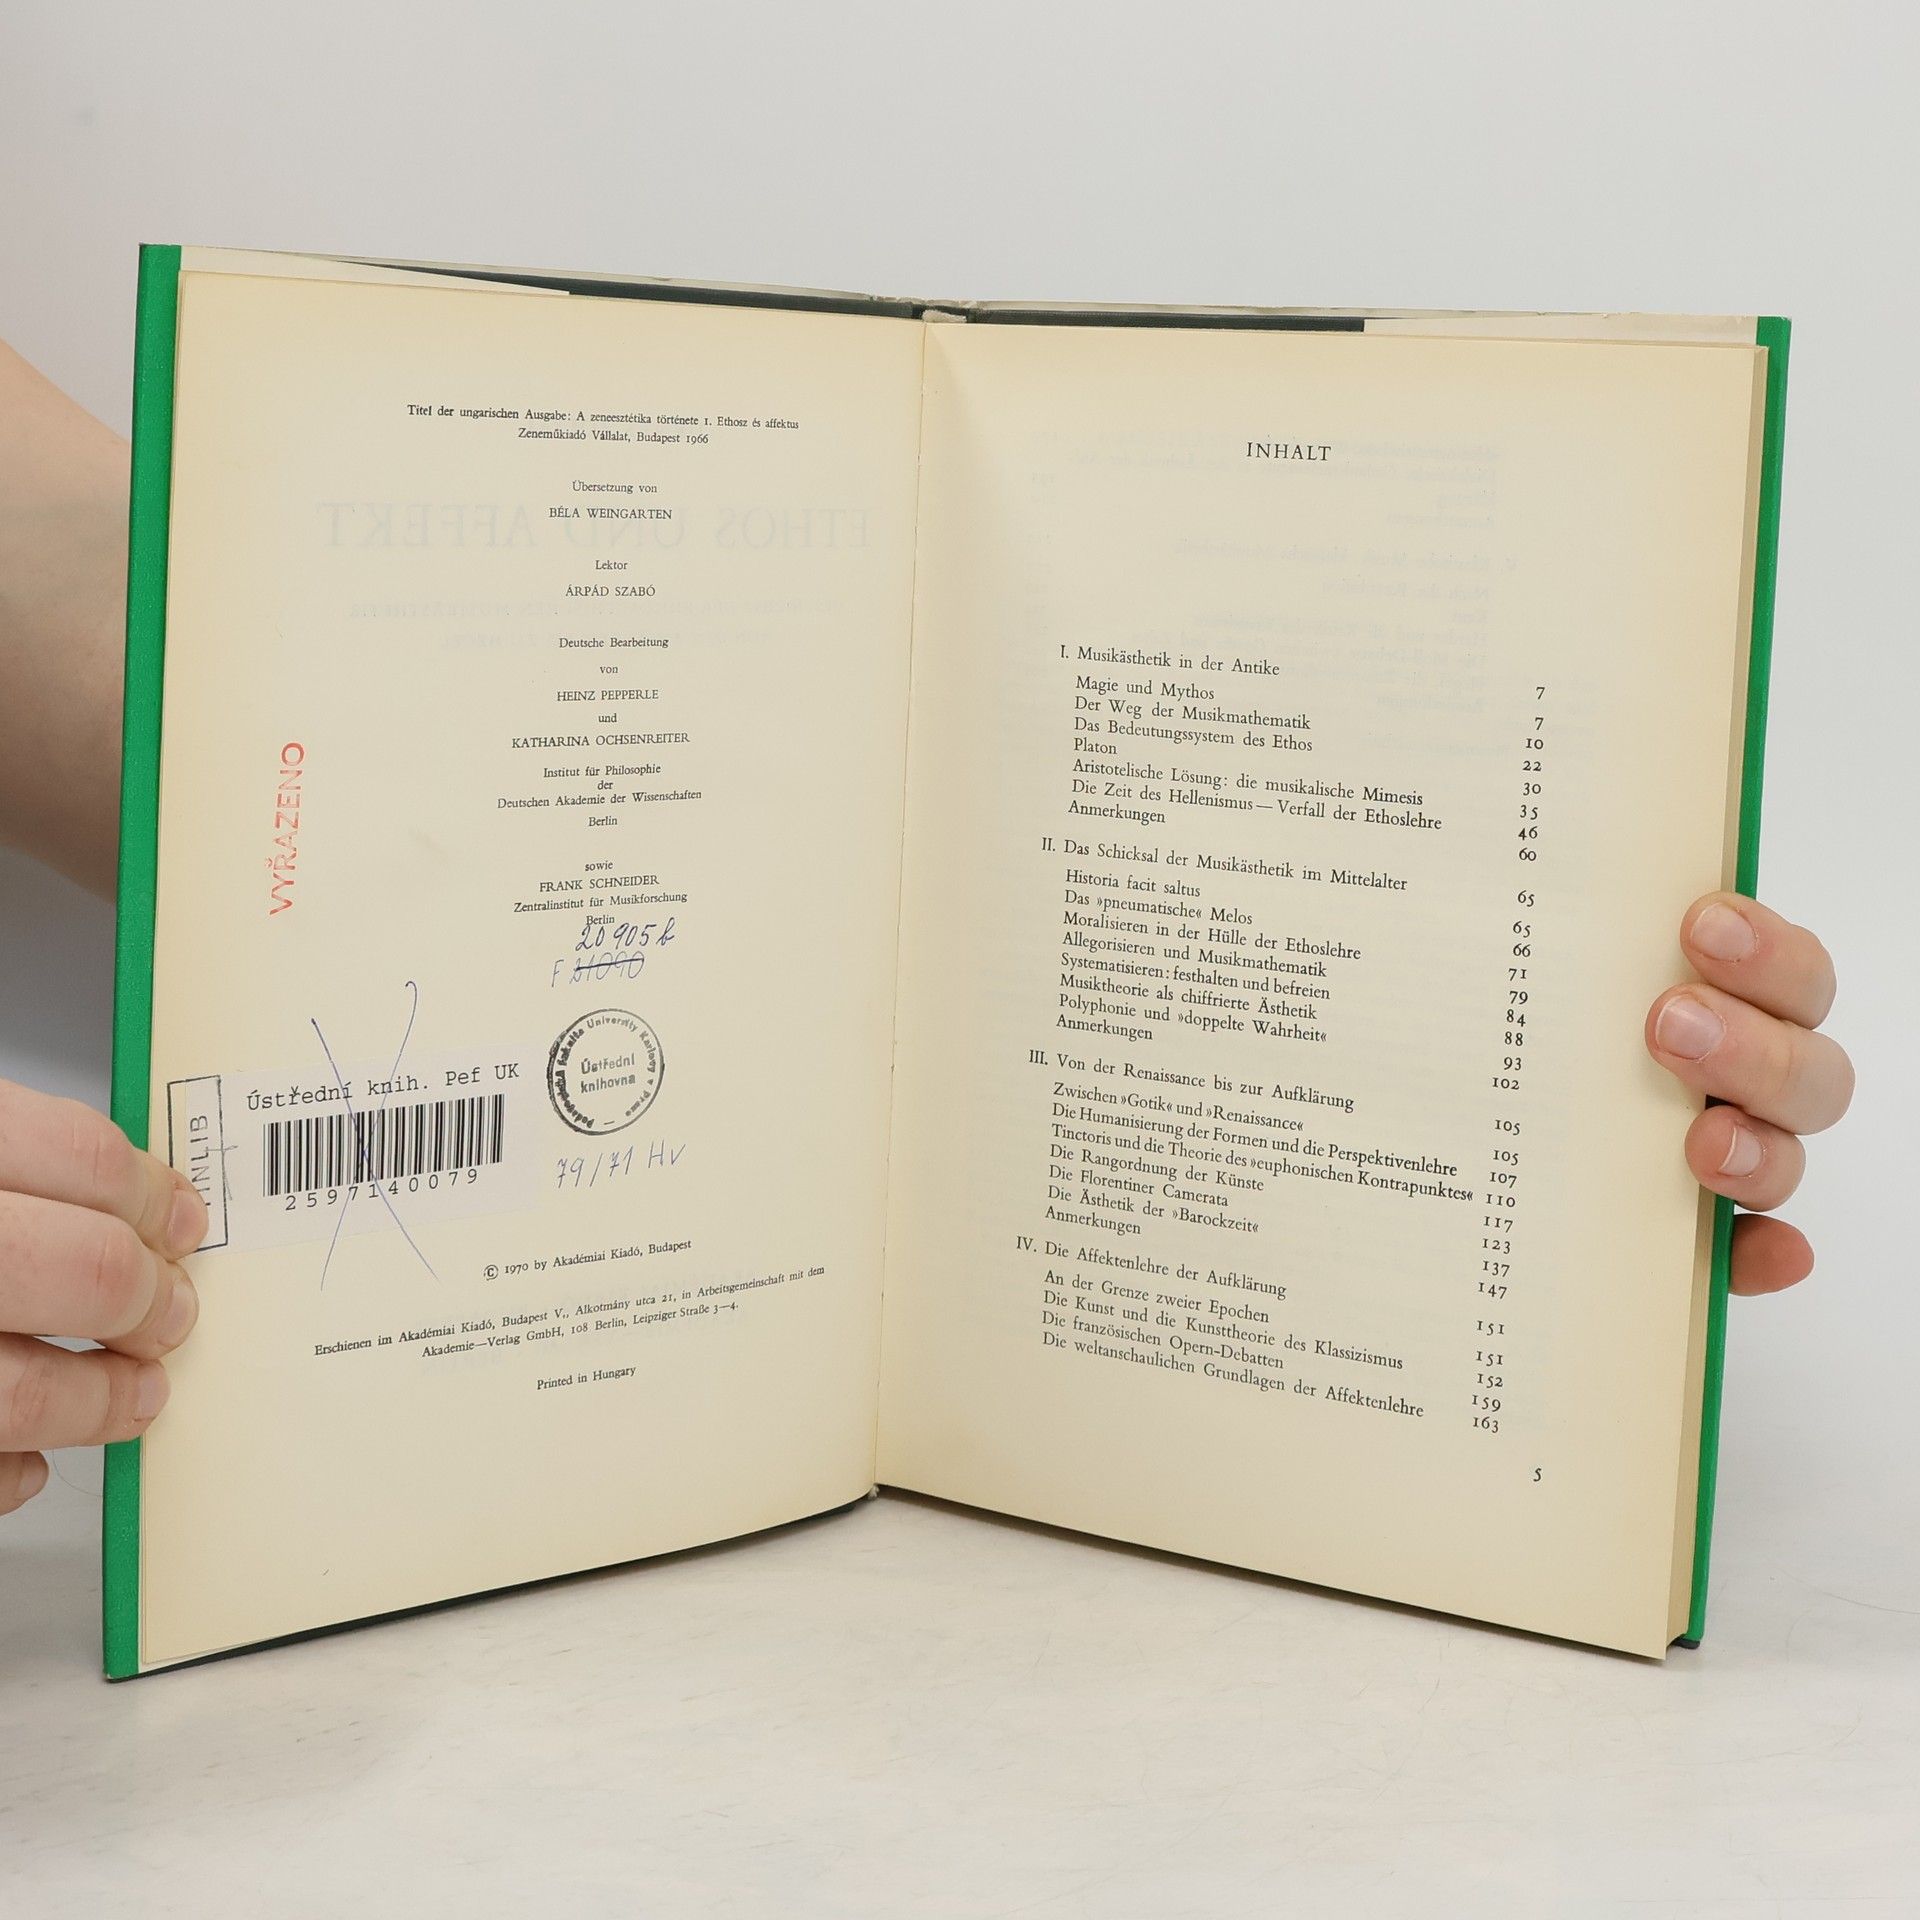 Titel der ungarischen Ausgabe: A zeneesztétika története 1. Ethosz és affektus
Zeneműkiadó Vállalat, Budapest 1966
Übersetzung von
BÉLA WEINGARTEN
Lektor
ÁRPÁD SZABÓ
Deutsche Bearbeitung
von
HEINZ PEPPERLE
und
KATHARINA OCHSENREITER
Institut für Philosophie
der
Deutschen Akademie der Wissenschaften
Berlin
sowie
FRANK SCHNEIDER
Zentralinstitut für Musikforschung
Berlin
20 905 b
F 21090
VYŘAZENO
Ústřední knih. Pef UK
2597140079
Pedagogická fakulta University Karlovy v Praze
Ústřední
knihovna
79/71 Hv
© 1970 by Akadémiai Kiadó, Budapest
Erschienen im Akadémiai Kiadó, Budapest V., Alkotmány utca 21, in Arbeitsgemeinschaft mit dem
Akademie—Verlag GmbH, 108 Berlin, Leipziger Straße 3—4.
Printed in Hungary
INHALT
I. Musikästhetik in der Antike 7
Magie und Mythos 7
Der Weg der Musikmathematik 10
Das Bedeutungssystem des Ethos 22
Platon 30
Aristotelische Lösung: die musikalische Mimesis 35
Die Zeit des Hellenismus — Verfall der Ethoslehre 46
Anmerkungen 60
II. Das Schicksal der Musikästhetik im Mittelalter 65
Historia facit saltus 65
Das »pneumatische« Melos 66
Moralisieren in der Hülle der Ethoslehre 71
Allegorisieren und Musikmathematik 79
Systematisieren: festhalten und befreien 84
Musiktheorie als chiffrierte Ästhetik 88
Polyphonie und »doppelte Wahrheit« 93
Anmerkungen 102
III. Von der Renaissance bis zur Aufklärung 105
Zwischen »Gotik« und »Renaissance« 105
Die Humanisierung der Formen und die Perspektivenlehre 107
Tinctoris und die Theorie des »euphonischen Kontrapunktes« 110
Die Rangordnung der Künste 117
Die Florentiner Camerata 123
Die Ästhetik der »Barockzeit« 137
Anmerkungen 147
IV. Die Affektenlehre der Aufklärung 151
An der Grenze zweier Epochen 151
Die Kunst und die Kunsttheorie des Klassizismus 152
Die französischen Opern-Debatten 159
Die weltanschaulichen Grundlagen der Affektenlehre 163
5